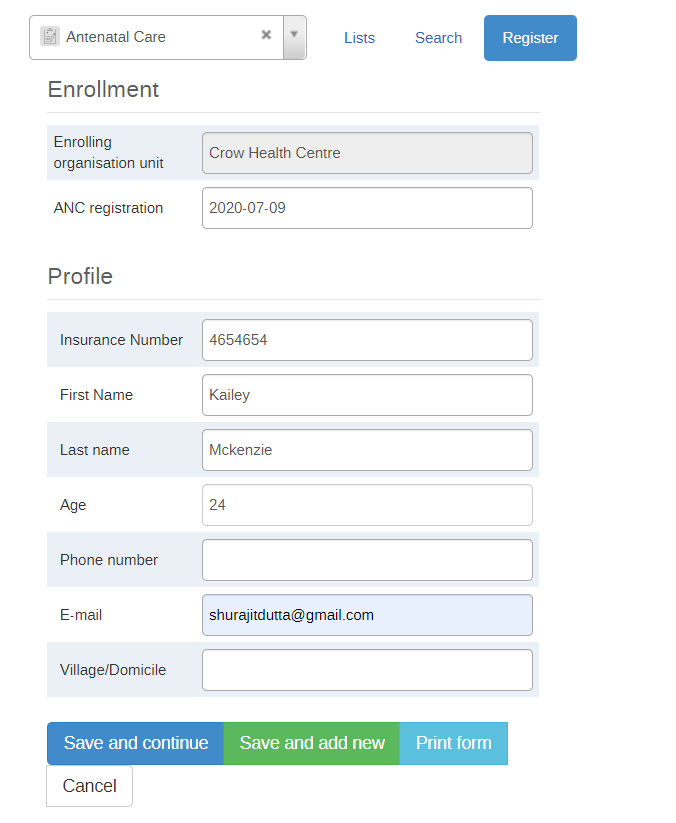 Antenatal Care
Lists
Search
Register
Enrollment
Enrolling
organisation unit
Crow Health Centre
ANC registration
2020-07-09
Profile
Insurance Number
4654654
First Name
Kailey
Last name
Mckenzie
Age
24
Phone number
E-mail
shurajitdutta@gmail.com
Village/Domicile
Save and continue
Save and add new
Print form
Cancel